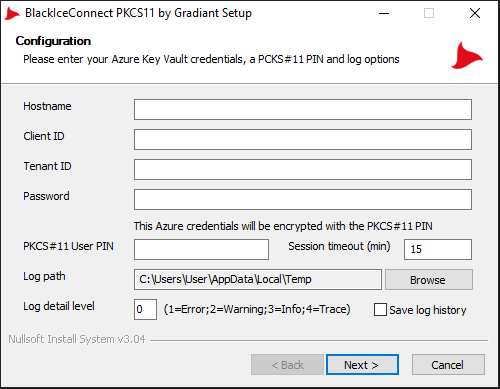 BlackIceConnect PKCS11 by Gradiant Setup
Configuration
Please enter your Azure Key Vault credentials, a PCKS#11 PIN and log options
Hostname
Client ID
Tenant ID
Password
This Azure credentials will be encrypted with the PKCS#11 PIN
PKCS#11 User PIN Session timeout (min) 15
Log path C:\Users\User\AppData\Local\Temp Browse
Log detail level 0 (1=Error;2=Warning;3=Info;4=Trace) Save log history
Nullsoft Install System v3.04
< Back Next > Cancel